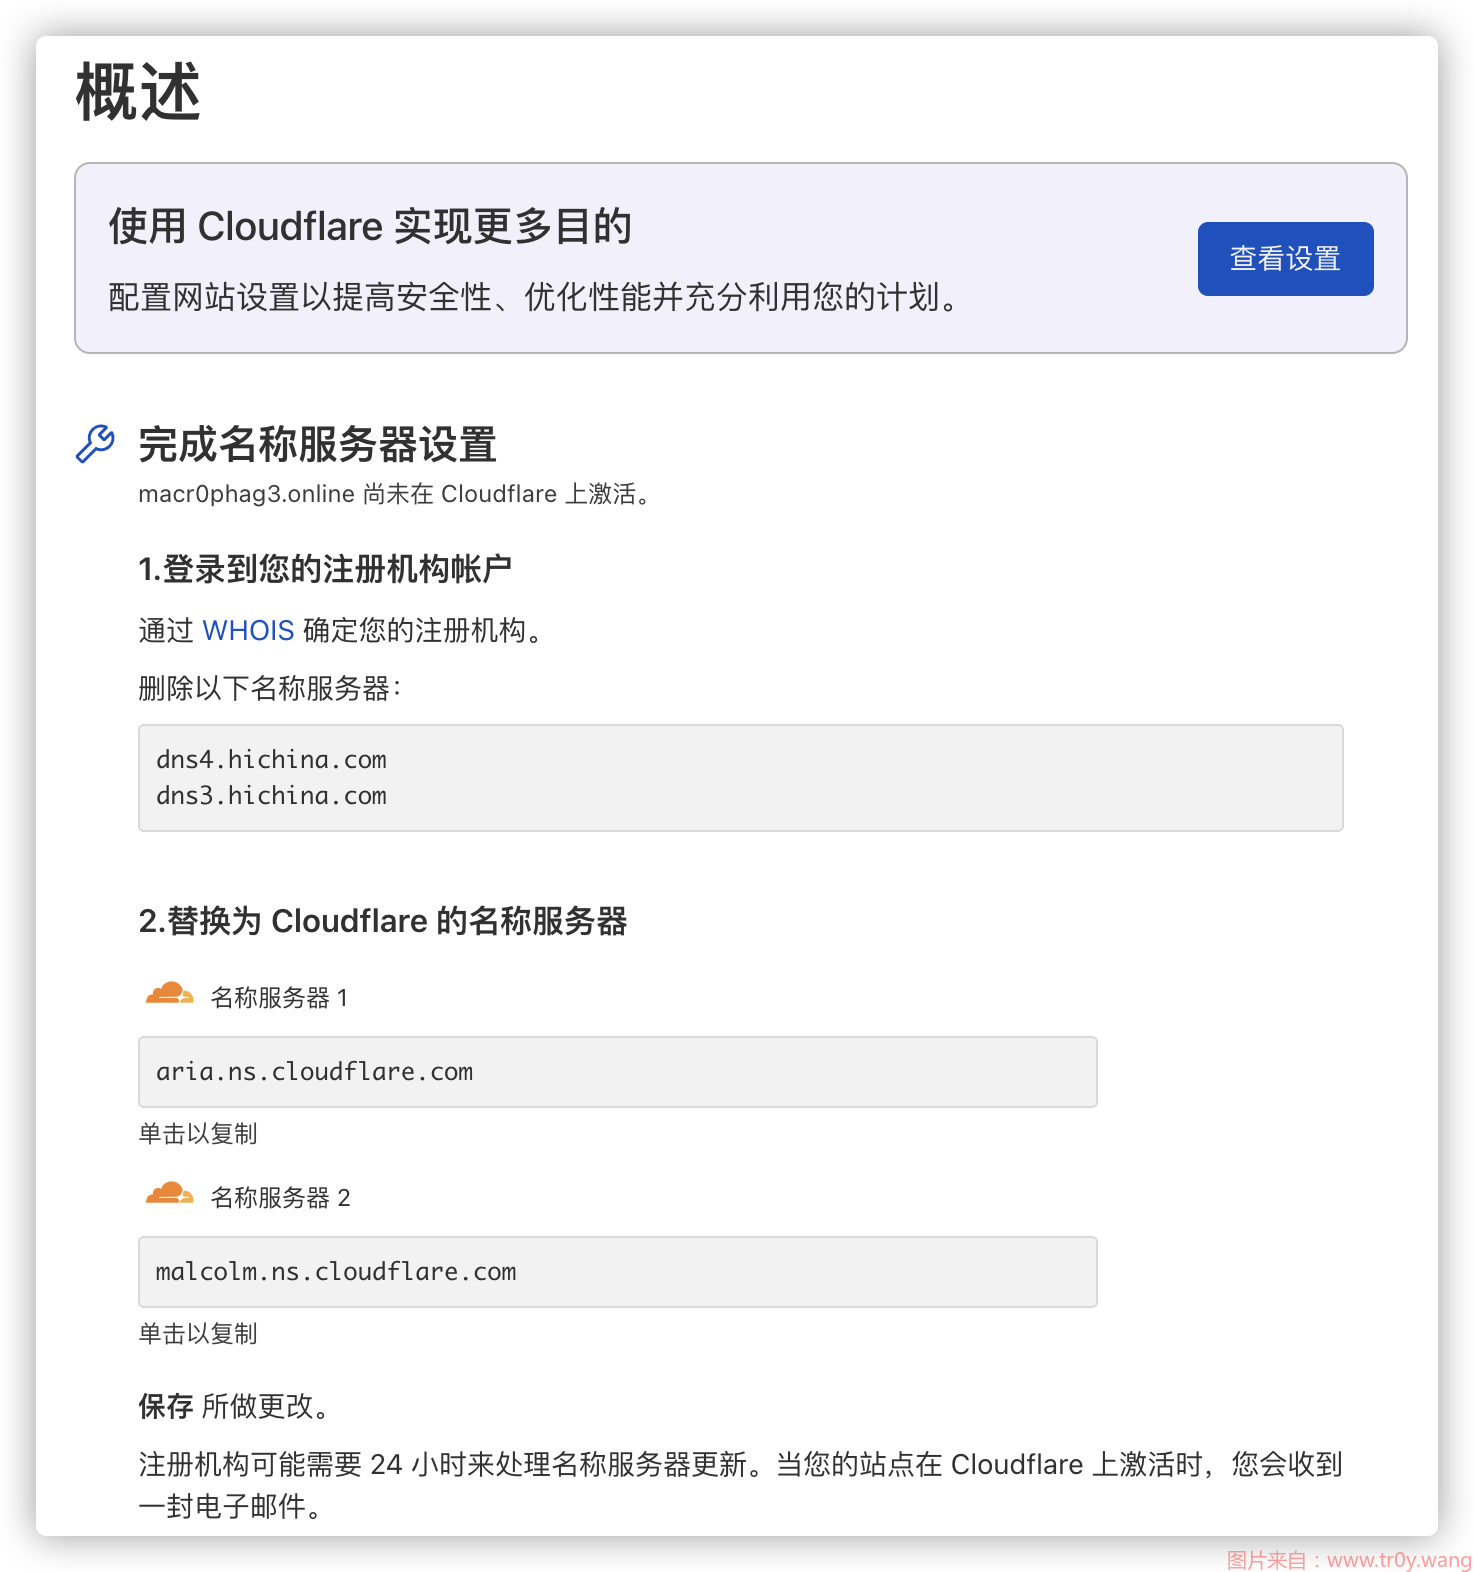 概述
使用 Cloudflare 实现更多目的
配置网站设置以提高安全性、优化性能并充分利用您的计划。
查看设置
完成名称服务器设置
macr0phag3.online 尚未在 Cloudflare 上激活。
1.登录到您的注册机构帐户
通过 WHOIS 确定您的注册机构。
删除以下名称服务器：
dns4.hichina.com
dns3.hichina.com
2.替换为 Cloudflare 的名称服务器
名称服务器 1
aria.ns.cloudflare.com
单击以复制
名称服务器 2
malcolm.ns.cloudflare.com
单击以复制
保存 所做更改。
注册机构可能需要 24 小时来处理名称服务器更新。当您的站点在 Cloudflare 上激活时，您会收到
一封电子邮件。
图片来自：www.tr0y.wang